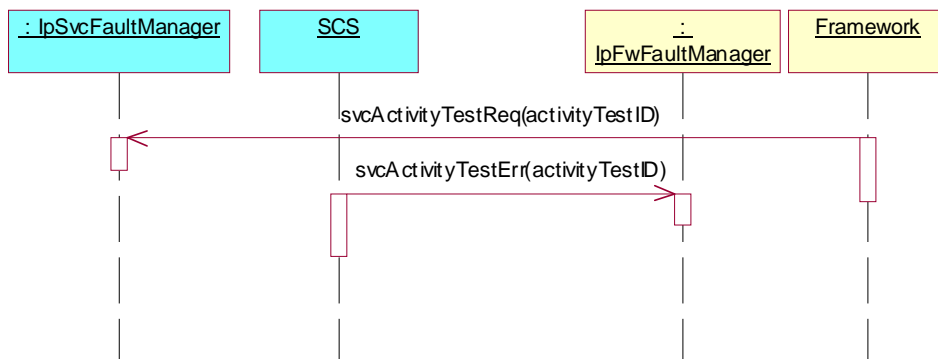 : IpSvcFaultManager
SCS
:
IpFwFaultManager
Framework
svcActivityTestReq(activityTestID)
svcActivityTestErr(activityTestID)